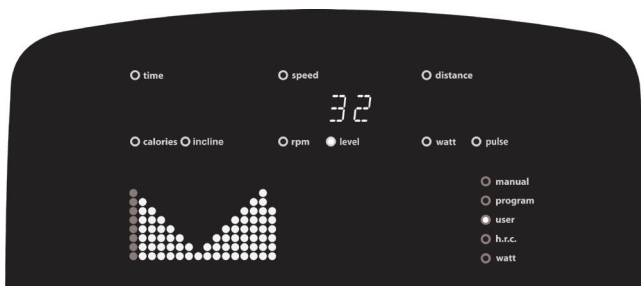 time speed distance
32
calories incline rpm level watt pulse
manual
program
user
h.r.c.
watt